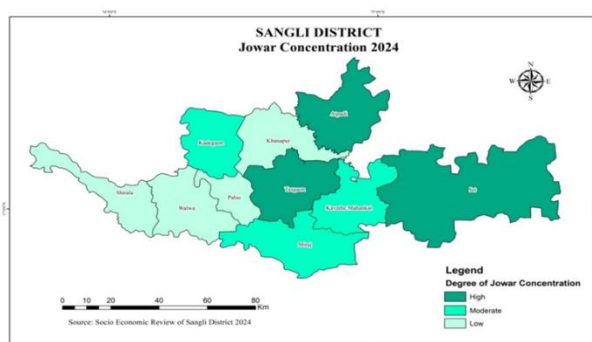 SANGLI DISTRICT
Jowar Concentration 2024
N
W E
S
Atpadi
Kadegaon
Khanapur
Shirala
Walwa
Palus
Tasgaon
Kavathe Mahankal
Jat
Miraj
Legend
Degree of Jowar Concentration
High
Moderate
Low
0 10 20 40 60 80
Km
Source: Socio Economic Review of Sangli District 2024